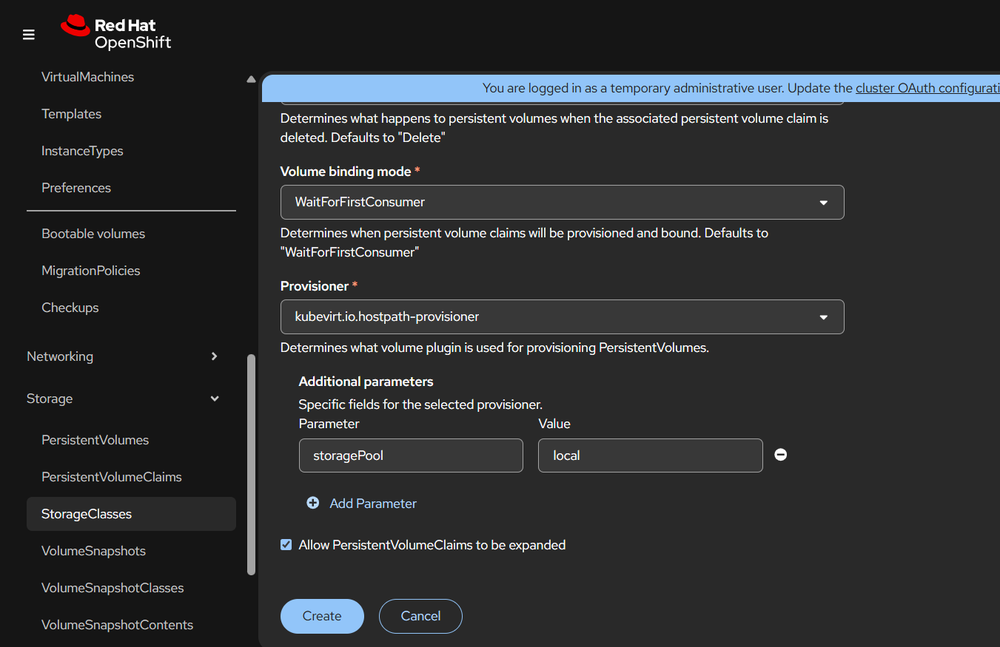 Red Hat
OpenShift
VirtualMachines
Templates
InstanceTypes
Preferences
Bootable volumes
MigrationPolicies
Checkups
Networking
Storage
PersistentVolumes
PersistentVolumeClaims
StorageClasses
VolumeSnapshots
VolumeSnapshotClasses
VolumeSnapshotContents
You are logged in as a temporary administrative user. Update the cluster OAuth configurati
Determines what happens to persistent volumes when the associated persistent volume claim is
deleted. Defaults to "Delete"
Volume binding mode *
WaitForFirstConsumer
Determines when persistent volume claims will be provisioned and bound. Defaults to
"WaitForFirstConsumer"
Provisioner *
kubevirt.io.hostpath-provisioner
Determines what volume plugin is used for provisioning PersistentVolumes.
Additional parameters
Specific fields for the selected provisioner.
Parameter Value
storagePool local
Add Parameter
Allow PersistentVolumeClaims to be expanded
Create Cancel